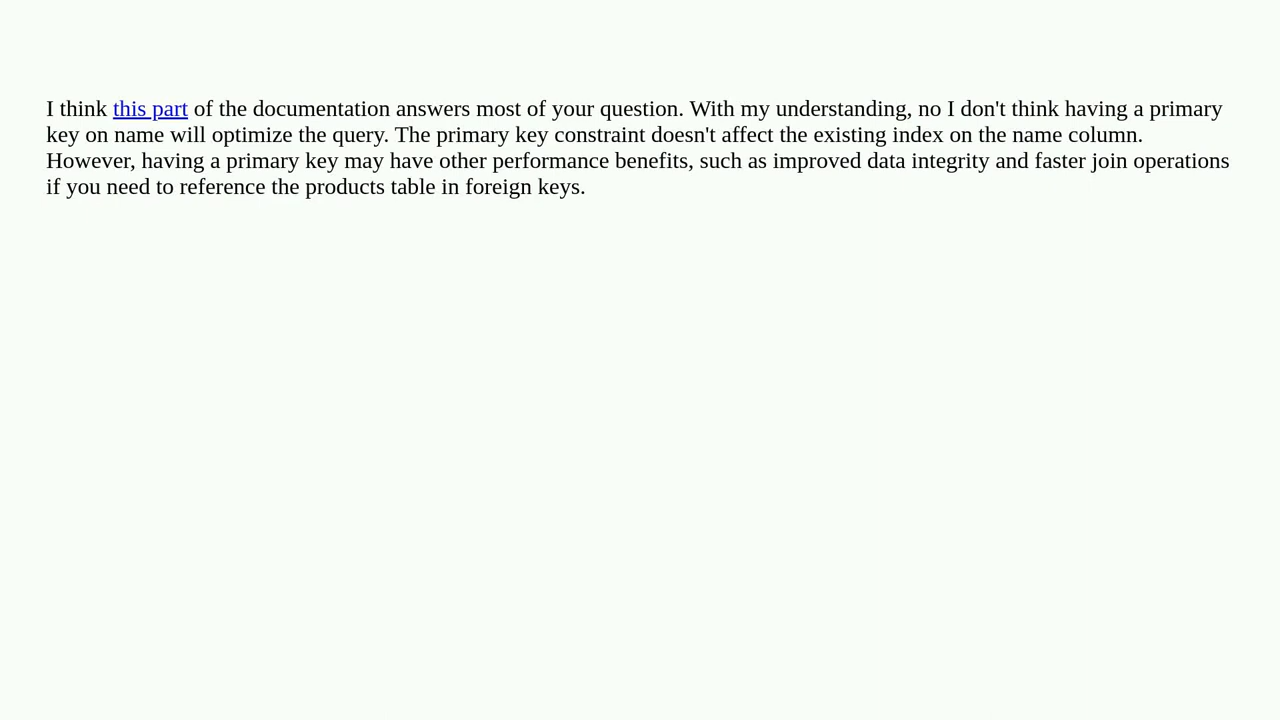 I think this part of the documentation answers most of your question. With my understanding, no I don't think having a primary
key on name will optimize the query. The primary key constraint doesn't affect the existing index on the name column.
However, having a primary key may have other performance benefits, such as improved data integrity and faster join operations
if you need to reference the products table in foreign keys.